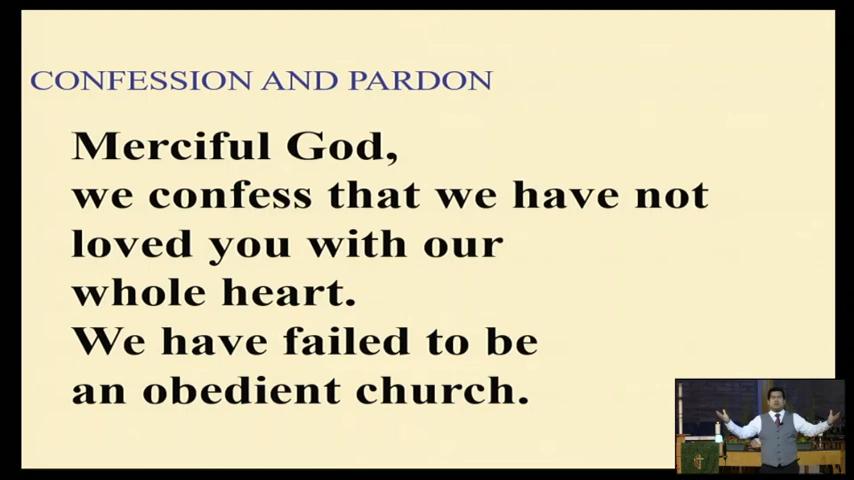 CONFESSION AND PARDON
Merciful God,
we confess that we have not
loved you with our
whole heart.
We have failed to be
an obedient church.